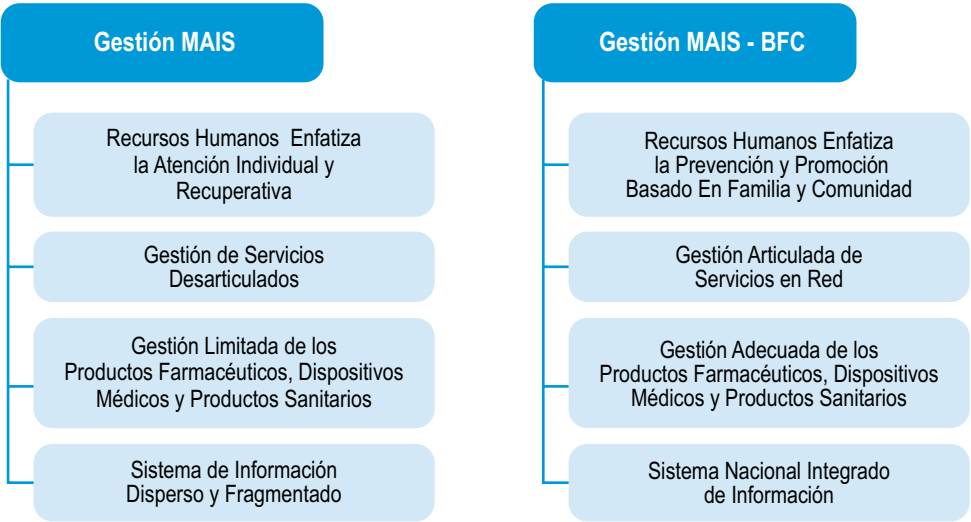 Gestión MAIS
Recursos Humanos Enfatiza
la Atención Individual y
Recuperativa
Gestión de Servicios
Desarticulados
Gestión Limitada de los
Productos Farmacéuticos, Dispositivos
Médicos y Productos Sanitarios
Sistema de Información
Disperso y Fragmentado
Gestión MAIS - BFC
Recursos Humanos Enfatiza
la Prevención y Promoción
Basado En Familia y Comunidad
Gestión Articulada de
Servicios en Red
Gestión Adecuada de los
Productos Farmacéuticos, Dispositivos
Médicos y Productos Sanitarios
Sistema Nacional Integrado
de Información